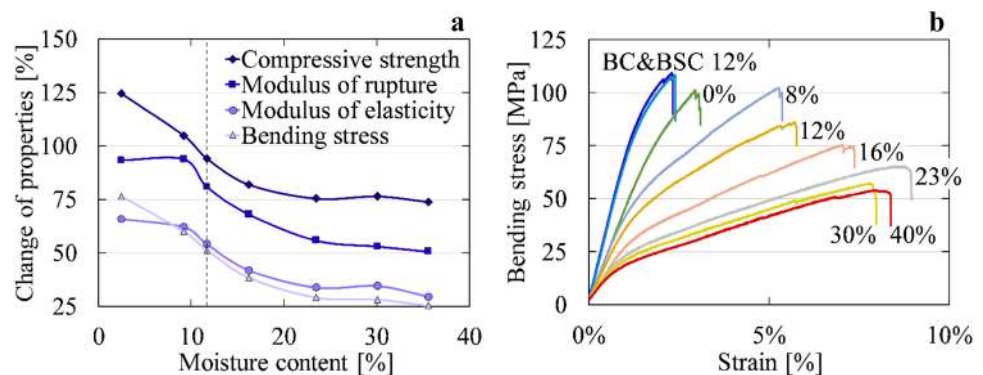 a
150
125
100
75
50
25
Change of properties [%]
Compressive strength
Modulus of rupture
Modulus of elasticity
Bending stress
0 10 20 30 40
Moisture content [%]
b
125
100
75
50
25
0
Bending stress [MPa]
BC&BSC 12%
0%
8%
12%
16%
23%
30% 40%
0% 5% 10%
Strain [%]